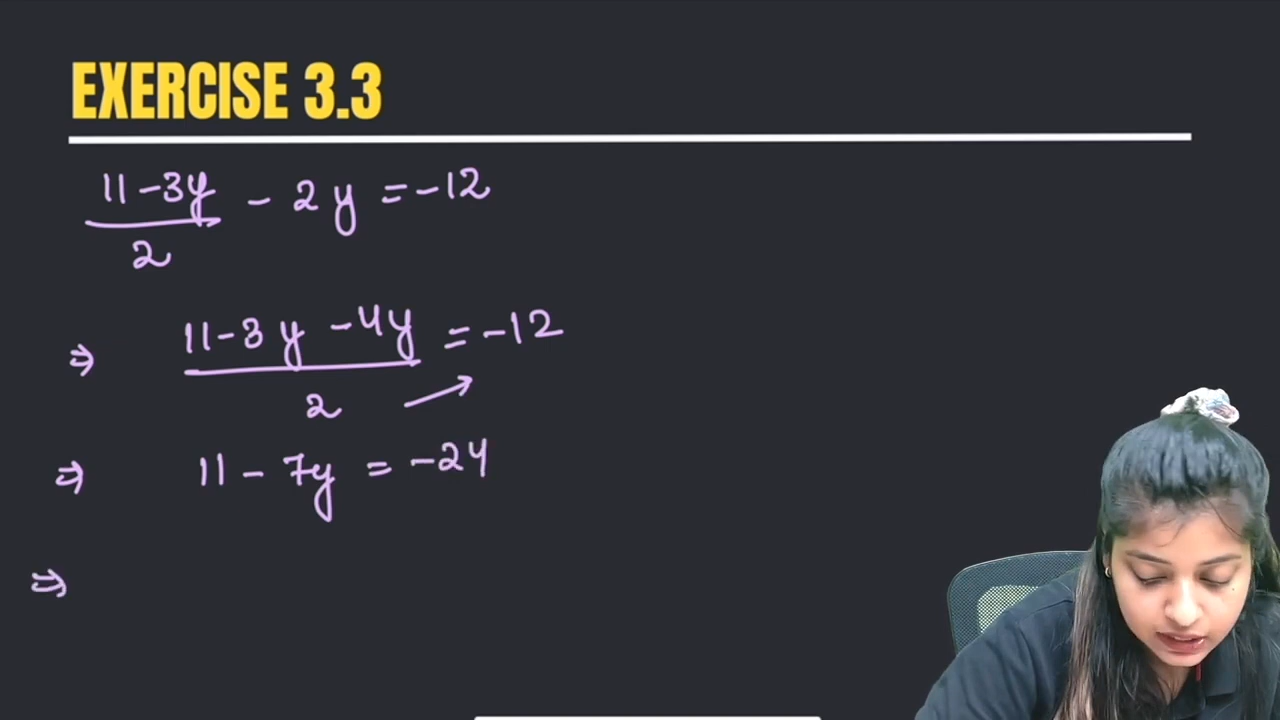 EXERCISE 3.3
11-3y/2 - 2y = -12
⇒ 11-3y-4y/2 = -12
⇒ 11 - 7y = -24
⇒